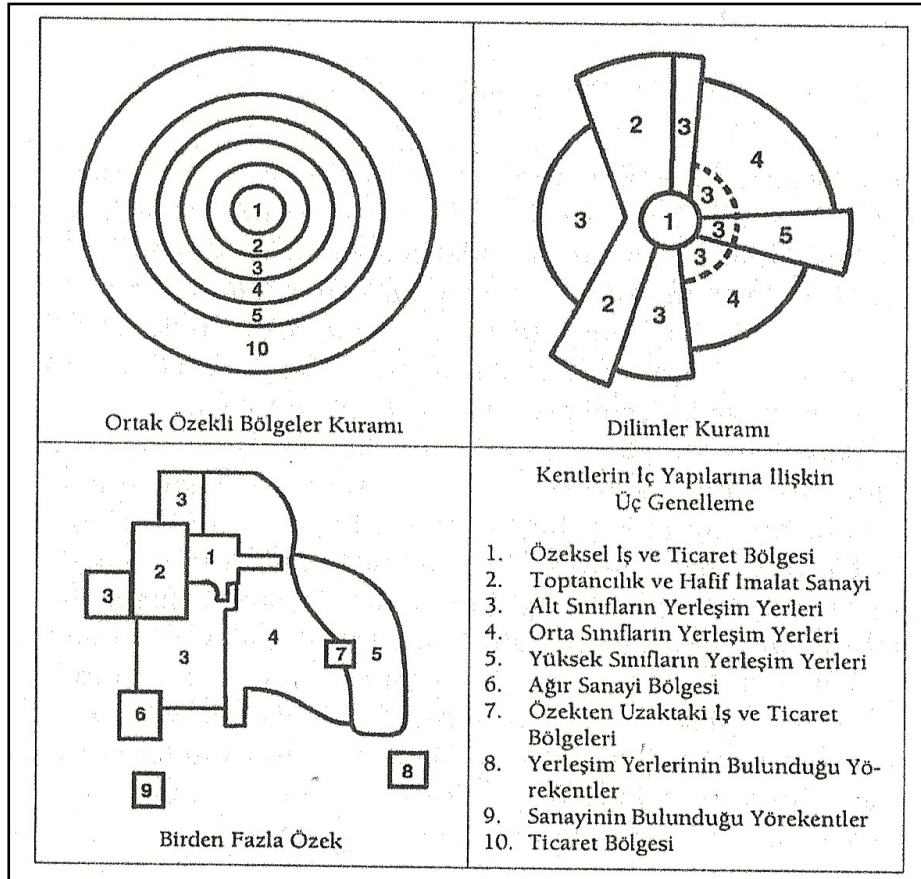 1
2
3
4
5
10
Ortak Özekli Bölgeler Kuramı
2
3
4
3
3
1
3
5
3
2
3
4
Dilimler Kuramı
3
1
2
3
3
4
7
5
6
8
9
Birden Fazla Özek
Kentlerin İç Yapılarına İlişkin
Üç Genelleme
1. Özeksel İş ve Ticaret Bölgesi
2. Toptancılık ve Hafif İmalat Sanayi
3. Alt Sınıfların Yerleşim Yerleri
4. Orta Sınıfların Yerleşim Yerleri
5. Yüksek Sınıfların Yerleşim Yerleri
6. Ağır Sanayi Bölgesi
7. Özekten Uzaktaki İş ve Ticaret
Bölgeleri
8. Yerleşim Yerlerinin Bulunduğu Yö-
rekentler
9. Sanayinin Bulunduğu Yörekentler
10. Ticaret Bölgesi